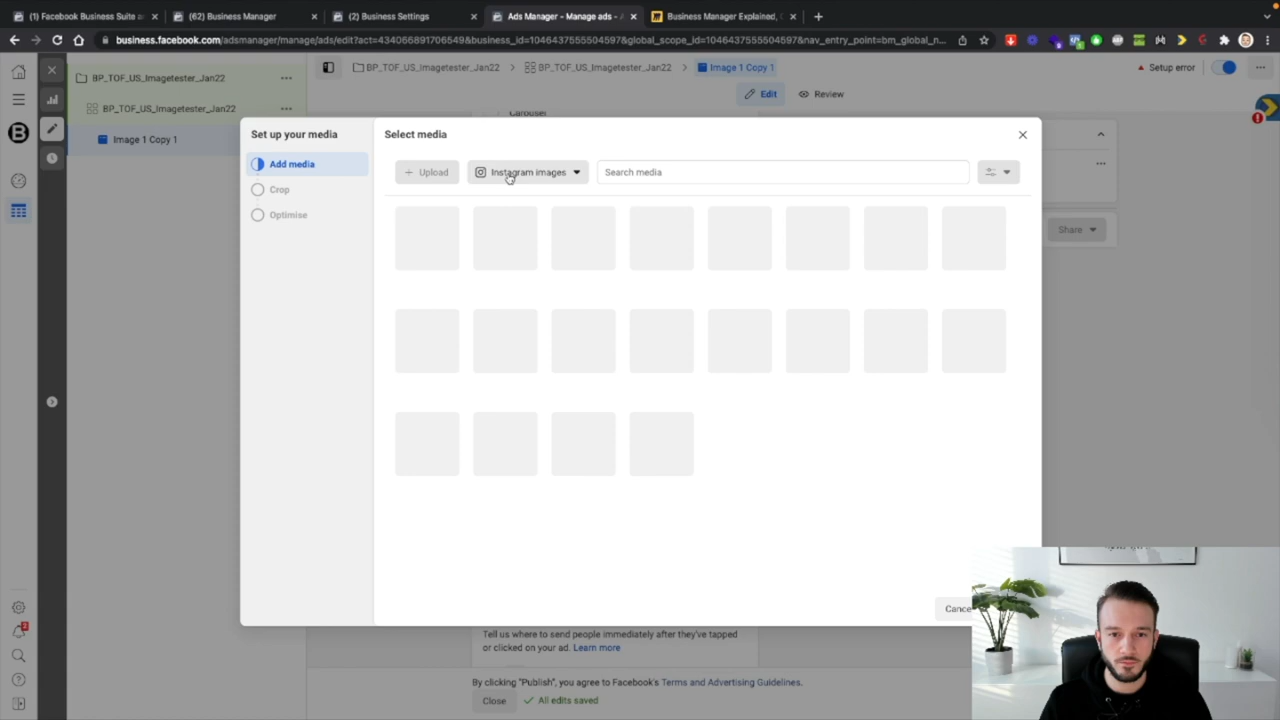 (1) Facebook Business Suite a
(62) Business Manager
(2) Business Settings
Ads Manager - Manage ads - A
Business Manager Explained,
business.facebook.com/adsmanager/manage/ads/edit?act=434066891706549&business_id=1046437555504597&global_scope_id=1046437555504597&nav_entry_point=bm_global_n...
BP_TOF_US_Imagetester_Jan22
BP_TOF_US_Imagetester_Jan22
Image 1 Copy 1
BP_TOF_US_Imagetester_Jan22
BP_TOF_US_Imagetester_Jan22
Image 1 Copy 1
Setup error
Edit
Review
Carousel
Set up your media
Add media
Crop
Optimise
Select media
+ Upload
Instagram images
Search media
Share
Cance
Tell us where to send people immediately after they've tapped
or clicked on your ad. Learn more
By clicking "Publish", you agree to Facebook's Terms and Advertising Guidelines.
Close
All edits saved